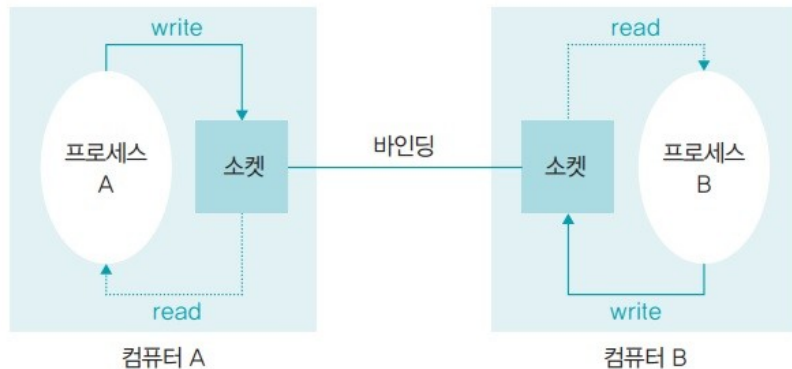 write
프로세스
A
소켓
read
컴퓨터 A
바인딩
read
소켓
프로세스
B
write
컴퓨터 B